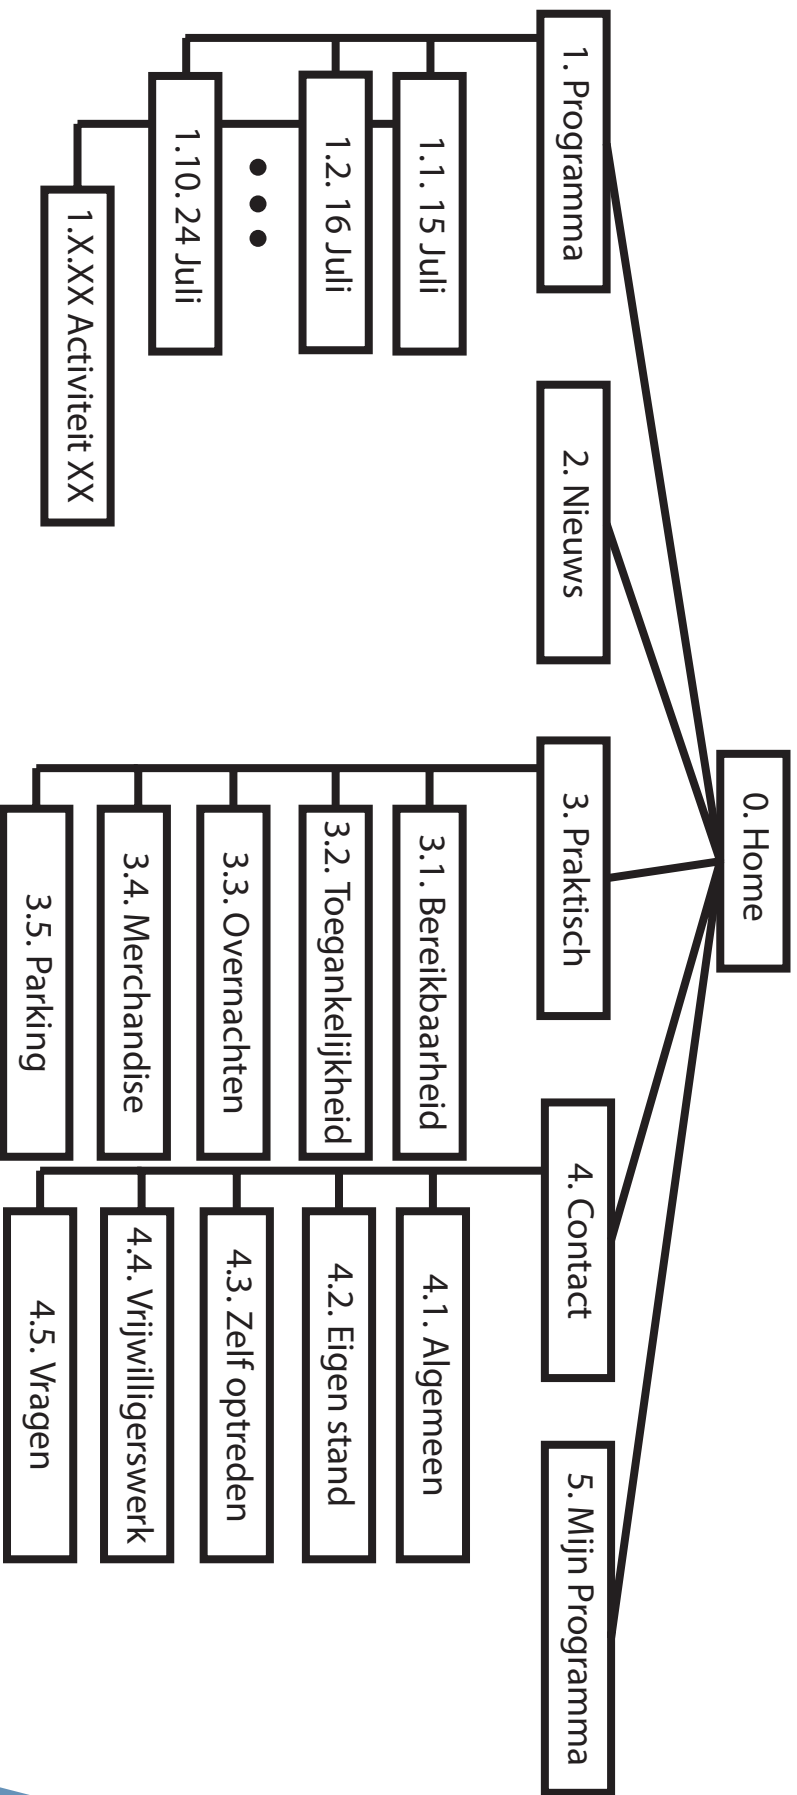 0. Home
1. Programma
1.1. 15 Juli
1.2. 16 Juli
1.10. 24 Juli
1.X.XX Activiteit XX
2. Nieuws
3. Praktisch
3.1. Bereikbaarheid
3.2. Toegankelijkheid
3.3. Overnachten
3.4. Merchandise
3.5. Parking
4. Contact
4.1. Algemeen
4.2. Eigen stand
4.3. Zelf optreden
4.4. Vrijwilligerswerk
4.5. Vragen
5. Mijn Programma